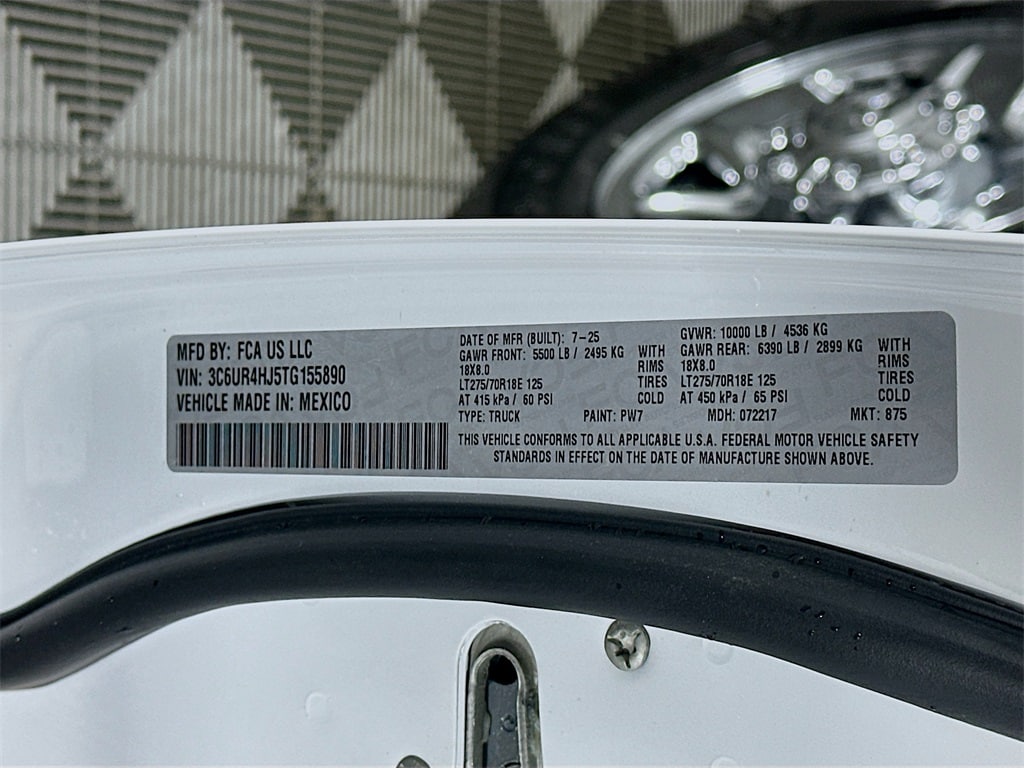 MFD BY: FCA US LLC
VIN: 3C6UR4HJ5TG155890
VEHICLE MADE IN: MEXICO
DATE OF MFR (BUILT): 7-25
GAWR FRONT: 5500 LB / 2495 KG WITH
18X8.0 RIMS
LT275/70R18E 125 TIRES
AT 415 kPa / 60 PSI COLD
TYPE: TRUCK PAINT: PW7
GVWR: 10000 LB / 4536 KG
GAWR REAR: 6390 LB / 2899 KG WITH
18X8.0 RIMS
LT275/70R18E 125 TIRES
AT 450 kPa / 65 PSI COLD
MDH: 072217 MKT: 875
THIS VEHICLE CONFORMS TO ALL APPLICABLE U.S.A. FEDERAL MOTOR VEHICLE SAFETY
STANDARDS IN EFFECT ON THE DATE OF MANUFACTURE SHOWN ABOVE.